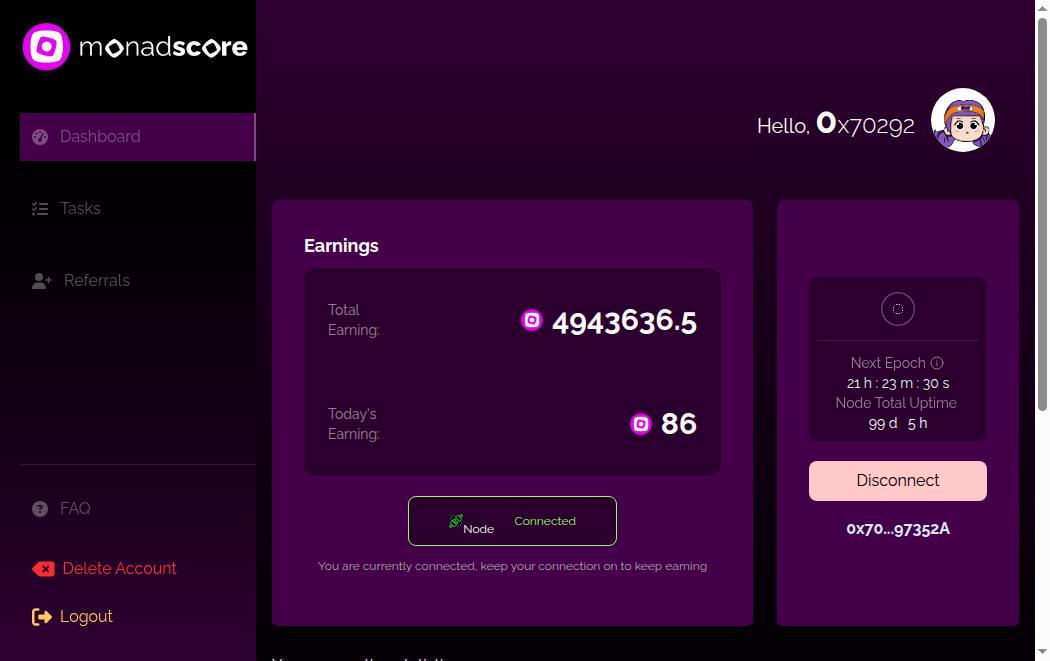 monadscore
Dashboard
Tasks
Referrals
FAQ
Delete Account
Logout
Hello, 0x70292
Earnings
Total
Earning:
4943636.5
Today's
Earning:
86
Node
Connected
You are currently connected, keep your connection on to keep earning
Next Epoch
21 h : 23 m : 30 s
Node Total Uptime
99 d 5 h
Disconnect
0x70...97352A